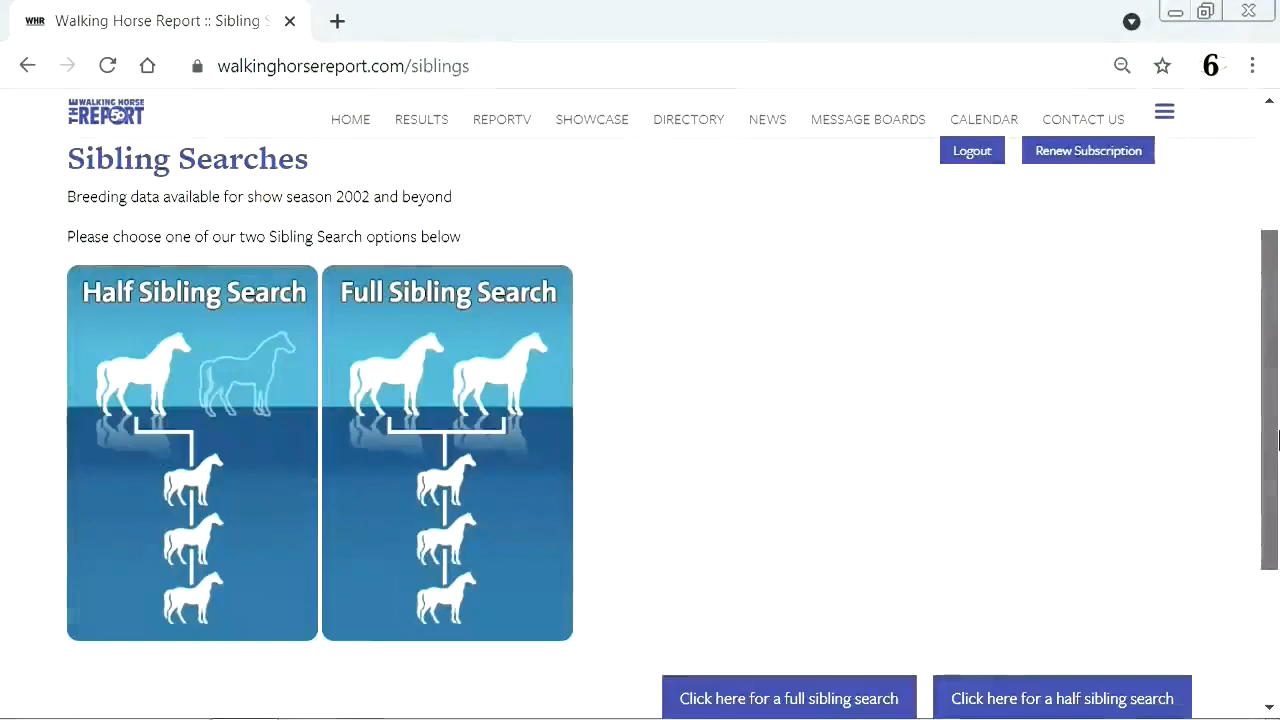 WHR Walking Horse Report :: Sibling S
walkinghorsereport.com/siblings
6
THE WALKING HORSE REPORT 50
HOME RESULTS REPORTV SHOWCASE DIRECTORY NEWS MESSAGE BOARDS CALENDAR CONTACT US
Sibling Searches
Logout Renew Subscription
Breeding data available for show season 2002 and beyond
Please choose one of our two Sibling Search options below
Half Sibling Search Full Sibling Search
Click here for a full sibling search Click here for a half sibling search